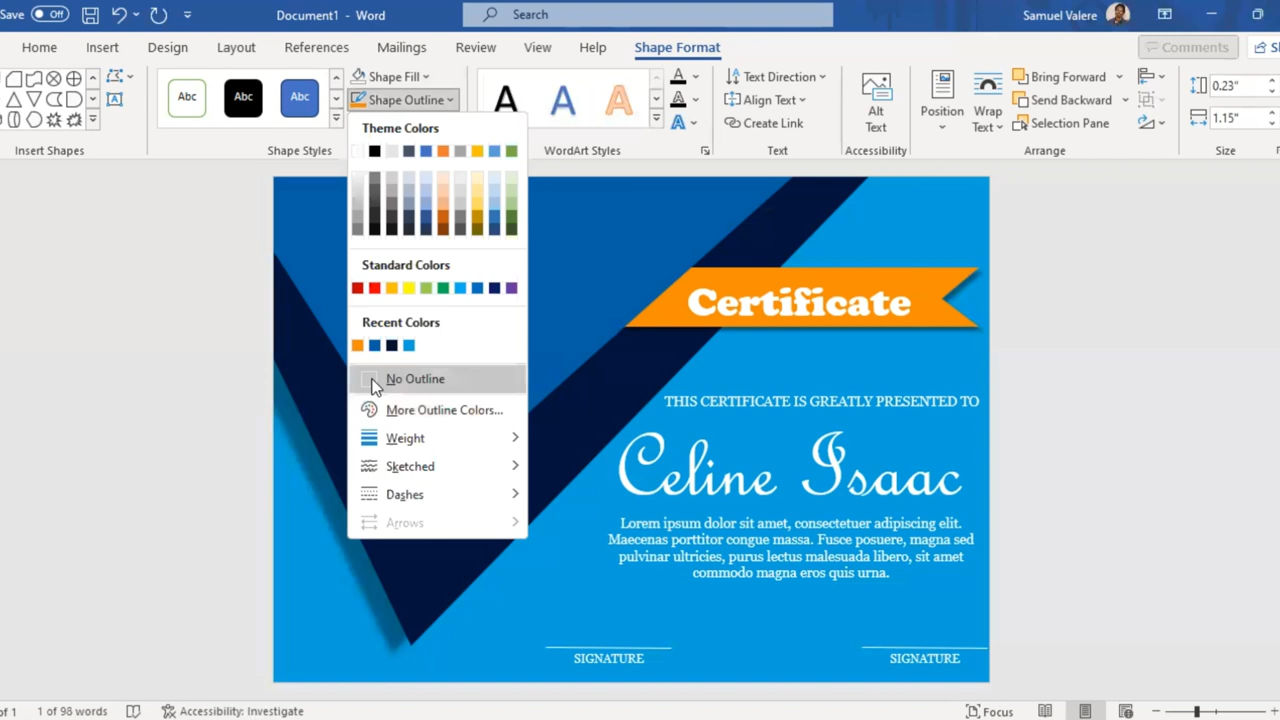 Save Off Document1 - Word Search Samuel Valere
Home Insert Design Layout References Mailings Review View Help Shape Format Comments
Abc Abc Abc Shape Fill A A A A Text Direction Bring Forward 0.23"
Shape Outline A Align Text Alt Text Position Wrap Text Send Backward
A Create Link Selection Pane 1.15"
Insert Shapes Shape Styles WordArt Styles Text Accessibility Arrange Size
Theme Colors
Standard Colors
Recent Colors
No Outline
More Outline Colors...
Weight
Sketched
Dashes
Arrows
Certificate
THIS CERTIFICATE IS GREATLY PRESENTED TO
Celine Isaac
Lorem ipsum dolor sit amet, consectetuer adipiscing elit.
Maecenas porttitor congue massa. Fusce posuere, magna sed
pulvinar ultricies, purus lectus malesuada libero, sit amet
commodo magna eros quis urna.
SIGNATURE SIGNATURE
of 1 1 of 98 words Accessibility: Investigate Focus